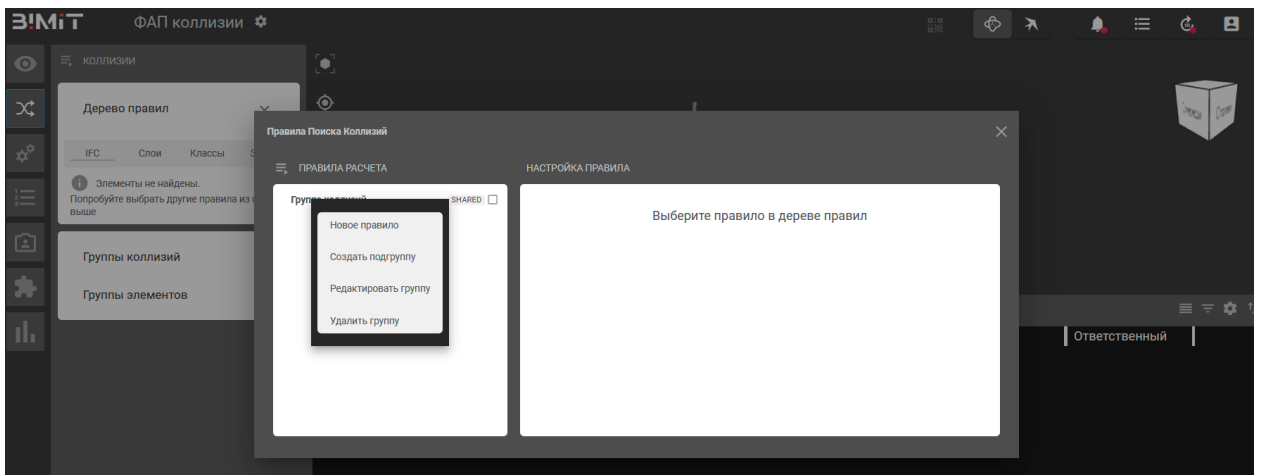 BIMiT
ФАП коллизии
КОЛЛИЗИИ
Дерево правил
IFC Слои Классы
Элементы не найдены.
Попробуйте выбрать другие правила из
выше
Группы коллизий
Группы элементов
Правила Поиска Коллизий
ПРАВИЛА РАСЧЕТА
НАСТРОЙКА ПРАВИЛА
SHARED
Новое правило
Создать подгруппу
Редактировать группу
Удалить группу
Выберите правило в дереве правил
Ответственный